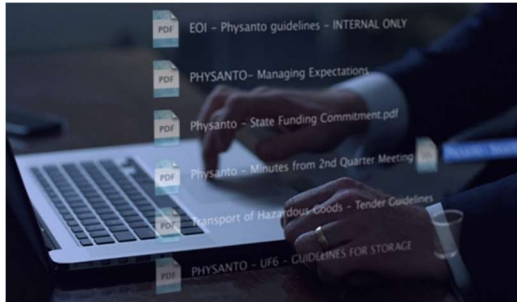 PDF EOI - Physanto guidelines - INTERNAL ONLY
PDF PHYSANTO- Managing Expectations
PDF Physanto - State Funding Commitment.pdf
PDF Physanto - Minutes from 2nd Quarter Meeting
PDF Transport of Hazardous Goods - Tender Guidelines
PDF PHYSANTO - UF6 - GUIDELINES FOR STORAGE